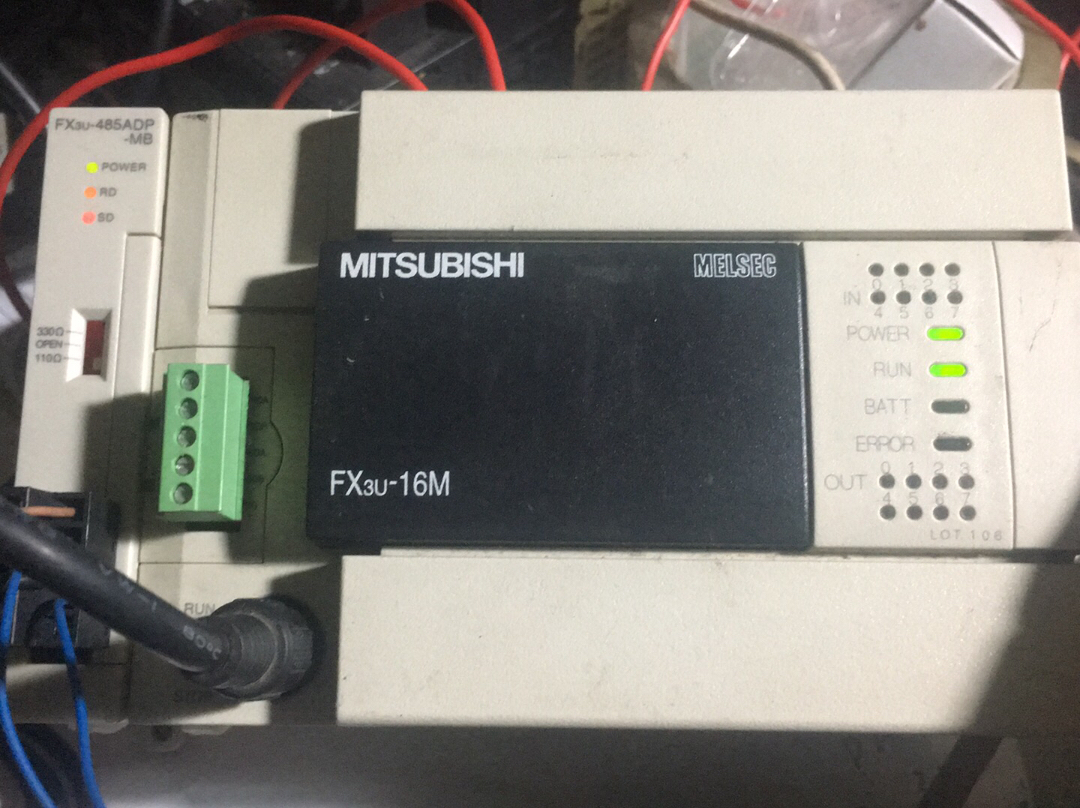 FX3U-485ADP
-MB
POWER
RD
SD
330Ω
OPEN
110Ω
MITSUBISHI
MELSEC
FX3U-16M
0 1 2 3
IN
4 5 6 7
POWER
RUN
BATT
ERROR
0 1 2 3
OUT
4 5 6 7
LOT 106
RUN